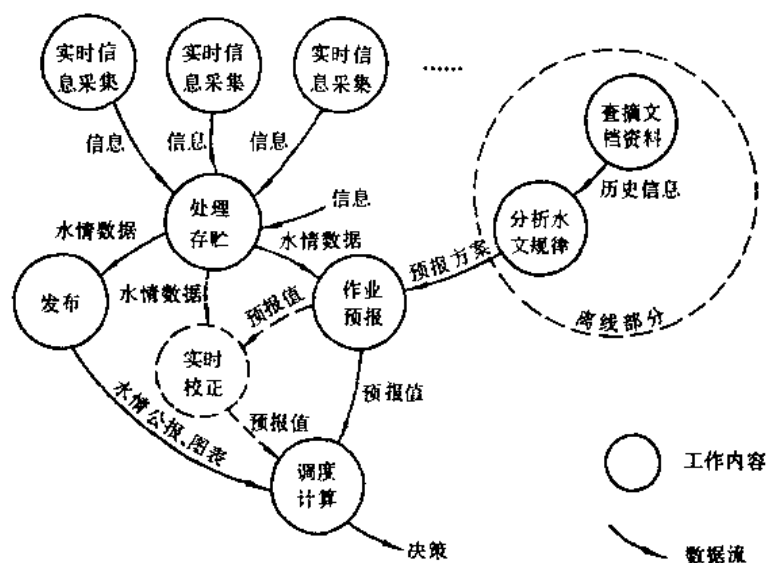 实时信
息采集
实时信
息采集
实时信
息采集
……
信息
信息
信息
查摘文
档资料
历史信息
分析水
文规律
离线部分
处理
存贮
信息
水情数据
水情数据
水情数据
预报方案
发布
作业
预报
预报值
实时
校正
预报值
预报值
水情公报、图表
调度
计算
决策
工作内容
数据流